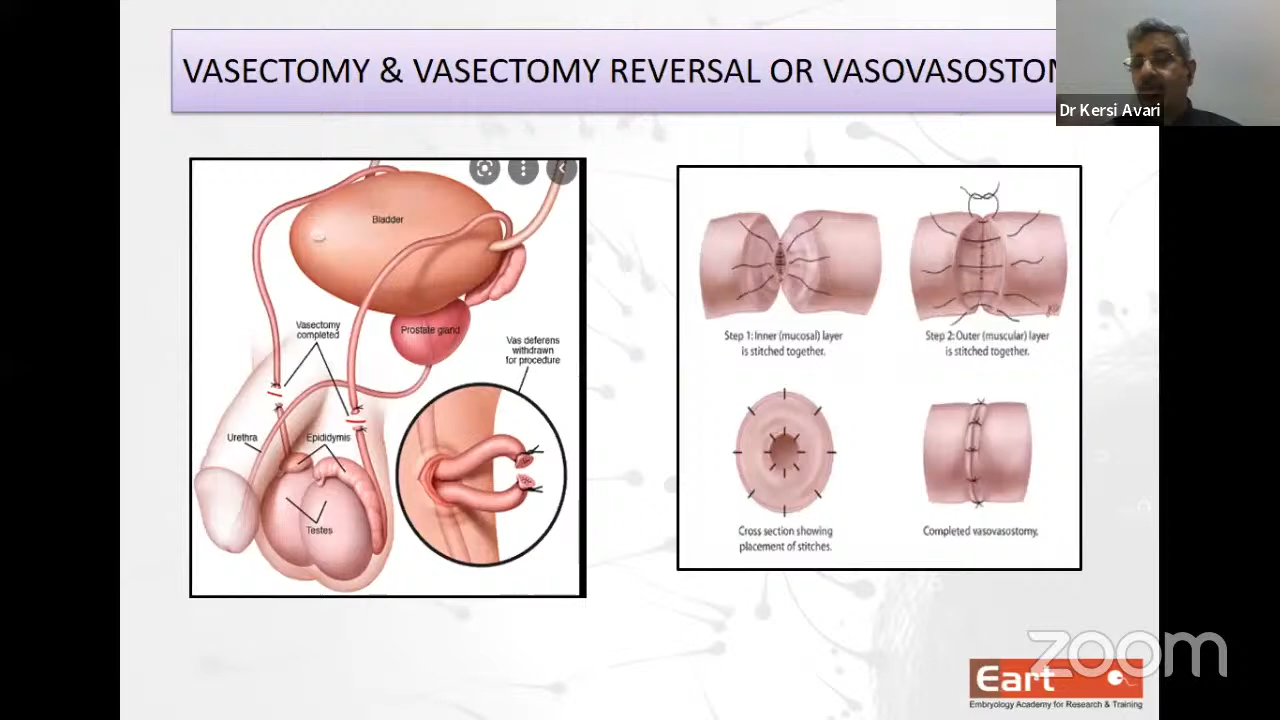 VASECTOMY & VASECTOMY REVERSAL OR VASOVASOSTOM
Dr Kersi Avari
Bladder
Prostate gland
Vasectomy
completed
Vas deferens
withdrawn
for procedure
Urethra
Epididymis
Testes
Step 1: Inner (mucosal) layer
is stitched together.
Step 2: Outer (muscular) layer
is stitched together.
Cross section showing
placement of stitches.
Completed vasovasostomy.
zoom
Eart
Embryology Academy for Research & Training